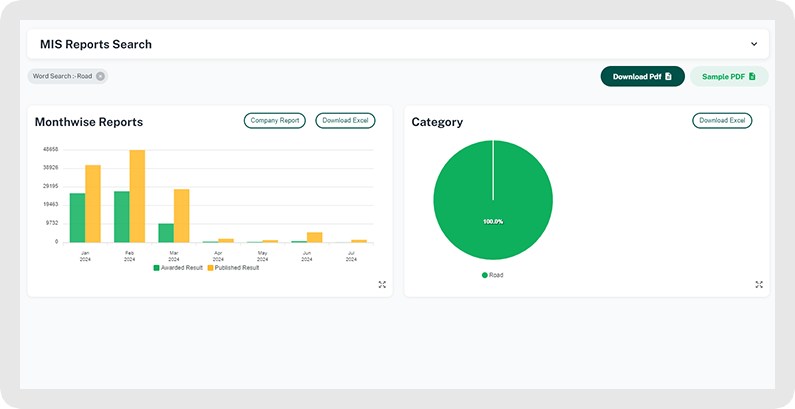 MIS Reports Search
Word Search :- Road
Download Pdf
Sample PDF
Monthwise Reports
Company Report
Download Excel
48658
38926
29195
19463
9732
0
Jan
2024
Feb
2024
Mar
2024
Apr
2024
May
2024
Jun
2024
Jul
2024
Awarded Result
Published Result
Category
Download Excel
100.0%
Road